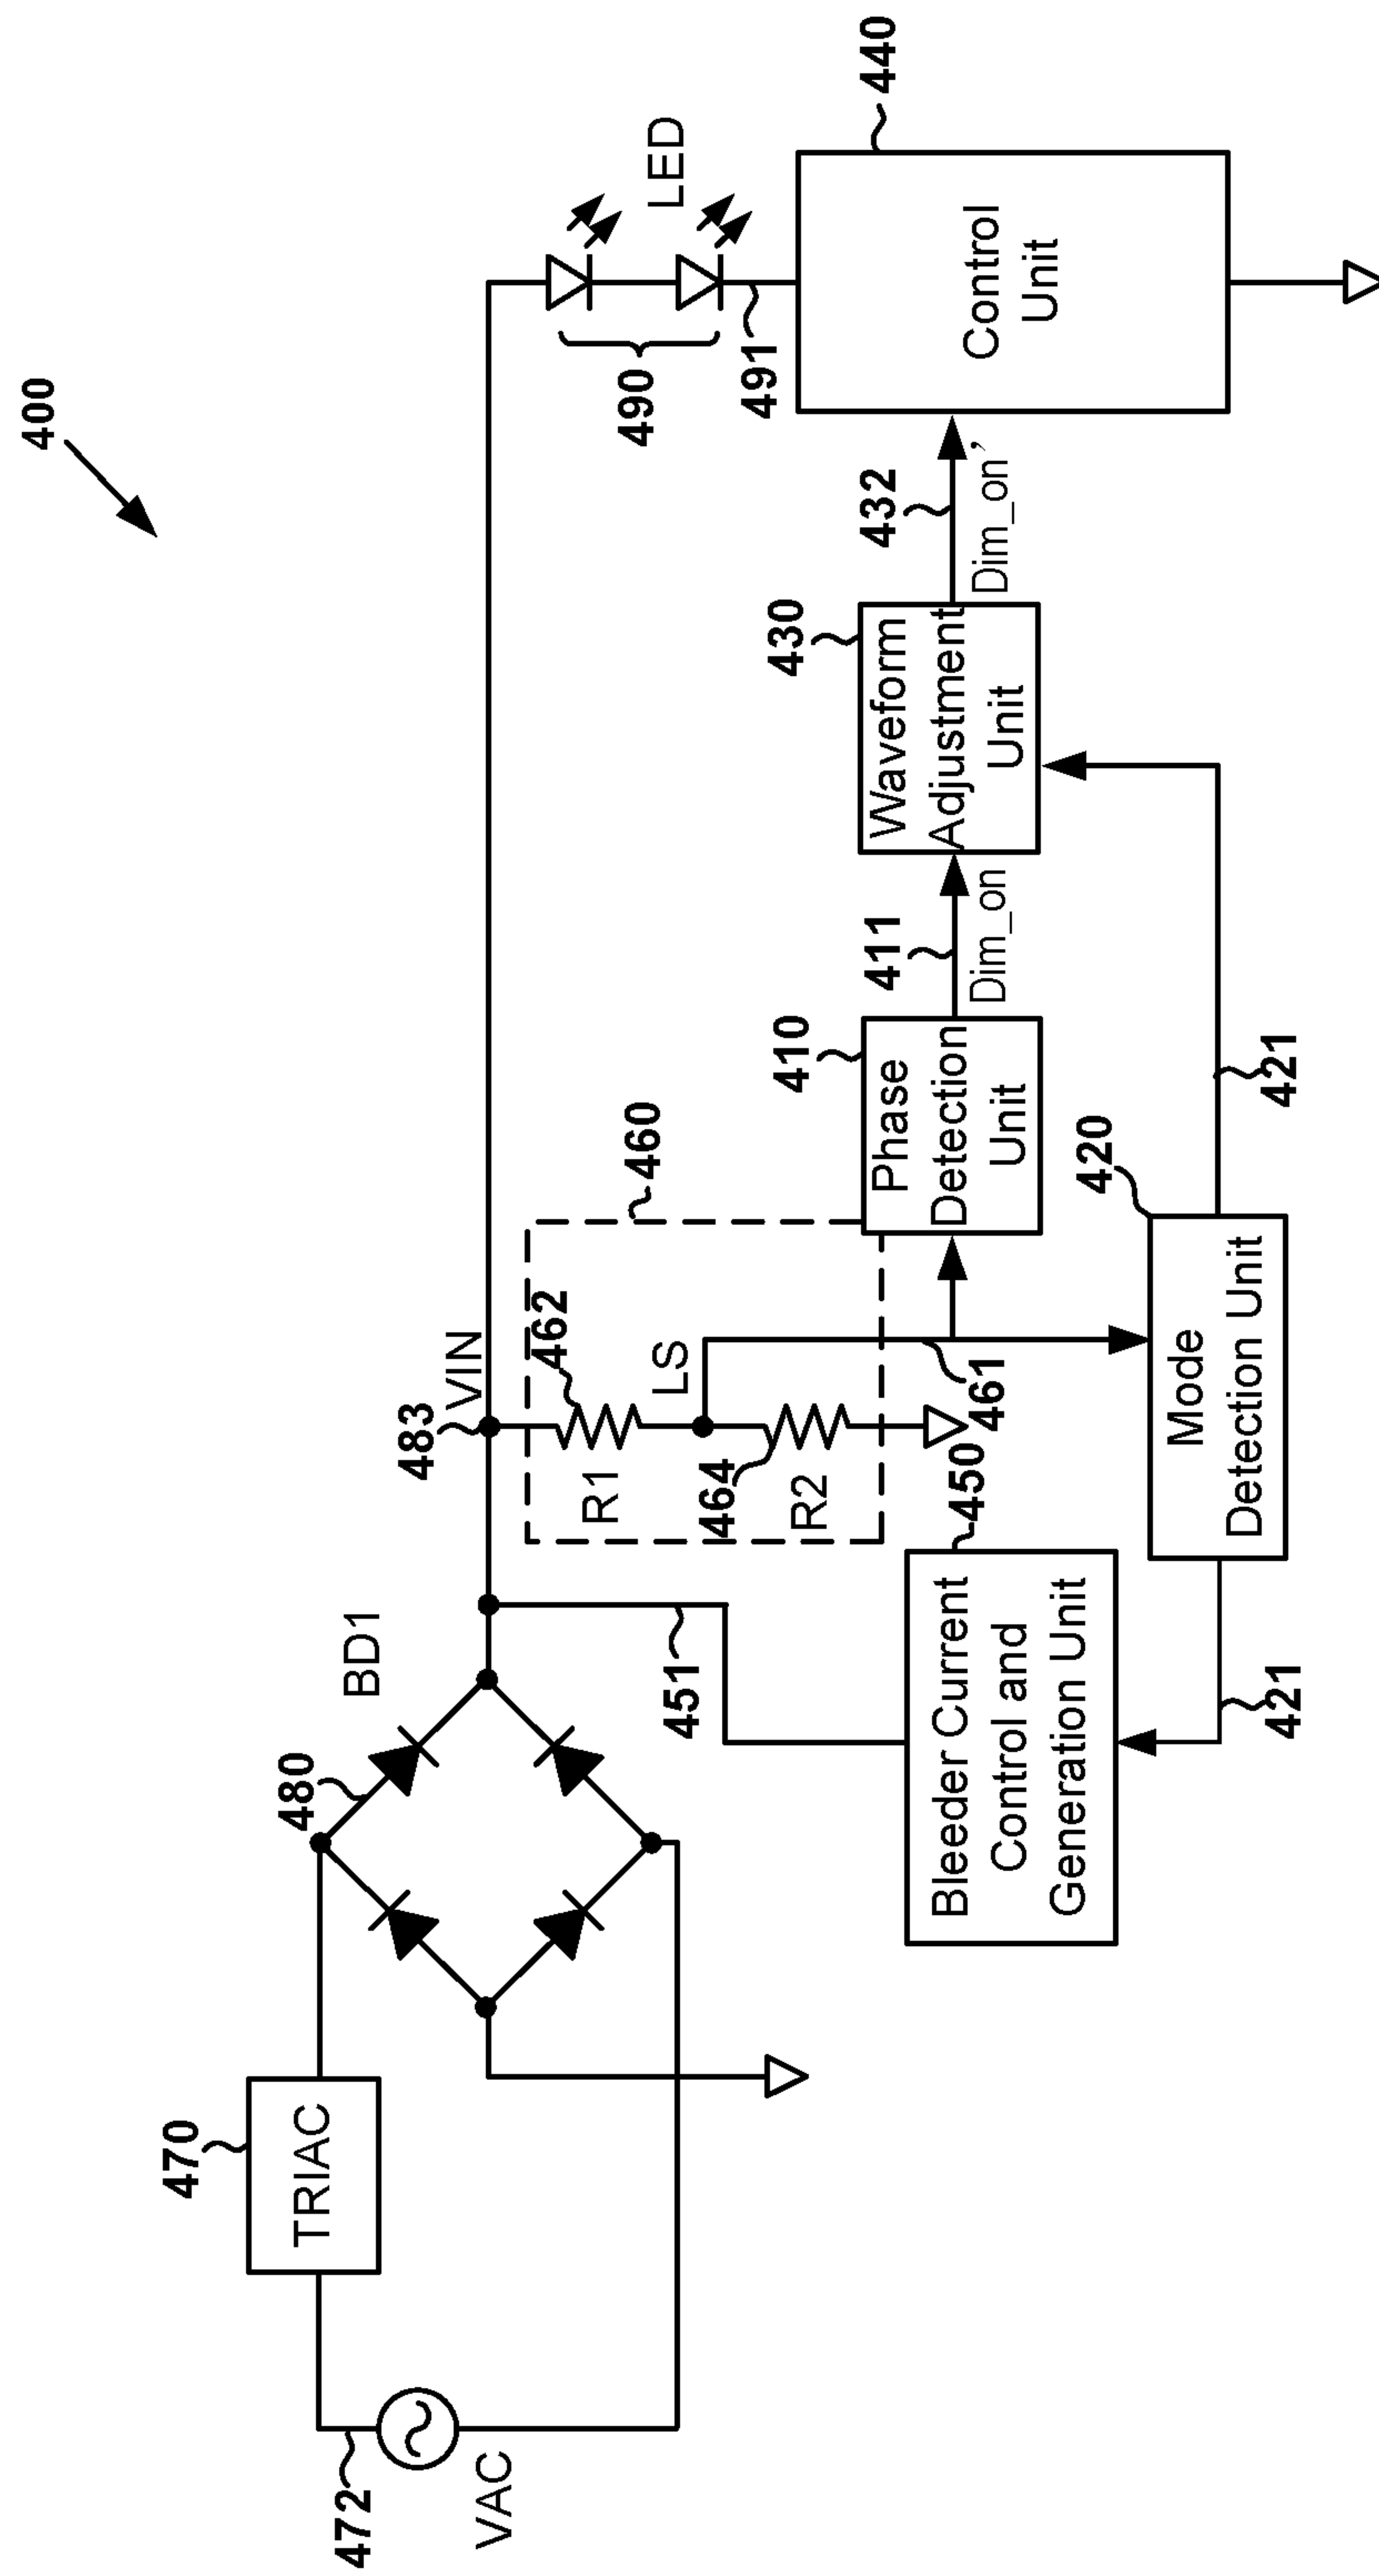 400
470
TRIAC
472
VAC
480
BD1
483
VIN
451
460
462
R1
LS
464
R2
461
490
LED
491
450
Bleeder Current
Control and
Generation Unit
410
Phase
Detection
Unit
411
Dim_on
430
Waveform
Adjustment
Unit
432
Dim_on'
440
Control
Unit
420
Mode
Detection Unit
421
421